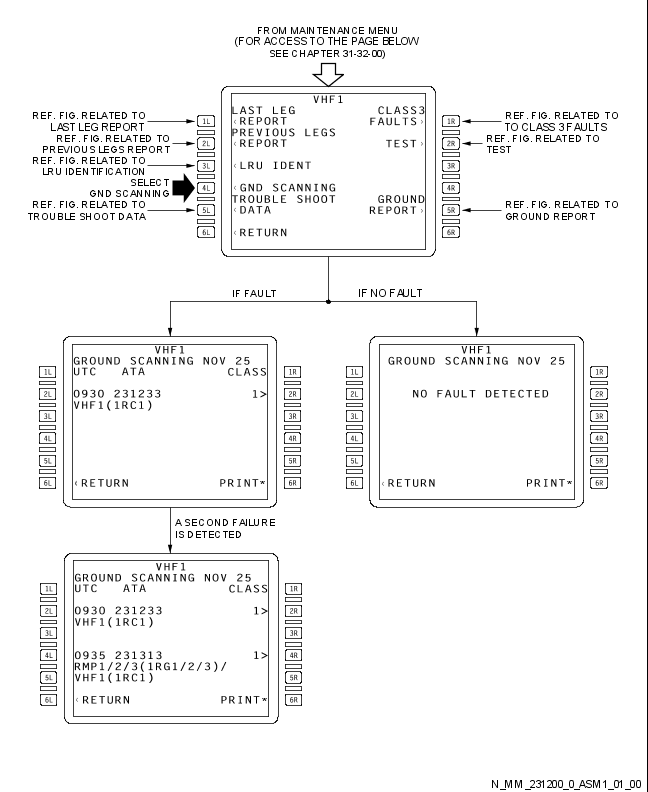 FROM MAINTENANCE MENU
(FOR ACCESS TO THE PAGE BELOW
SEE CHAPTER 31-32-00)
VHF1
LAST LEG CLASS3
REF. FIG. RELATED TO LAST LEG REPORT 1L <REPORT FAULTS> 1R REF. FIG. RELATED TO TO CLASS 3 FAULTS
PREVIOUS LEGS
REF. FIG. RELATED TO PREVIOUS LEGS REPORT 2L <REPORT TEST> 2R REF. FIG. RELATED TO TEST
REF. FIG. RELATED TO LRU IDENTIFICATION 3L <LRU IDENT 3R
SELECT GND SCANNING 4L <GND SCANNING 4R
TROUBLE SHOOT GROUND
REF. FIG. RELATED TO TROUBLE SHOOT DATA 5L <DATA REPORT> 5R REF. FIG. RELATED TO GROUND REPORT
6L <RETURN 6R
IF FAULT
IF NO FAULT
VHF1
GROUND SCANNING NOV 25
1L UTC ATA CLASS 1R
2L 0930 231233 1> 2R
VHF1(1RC1)
3L 3R
4L 4R
5L 5R
6L <RETURN PRINT* 6R
VHF1
GROUND SCANNING NOV 25
1L 1R
2L NO FAULT DETECTED 2R
3L 3R
4L 4R
5L 5R
6L <RETURN PRINT* 6R
A SECOND FAILURE
IS DETECTED
VHF1
GROUND SCANNING NOV 25
1L UTC ATA CLASS 1R
2L 0930 231233 1> 2R
VHF1(1RC1)
3L 3R
4L 0935 231313 1> 4R
RMP1/2/3(1RG1/2/3)/
5L VHF1(1RC1) 5R
6L <RETURN PRINT* 6R
N_MM_231200_0_ASM1_01_00